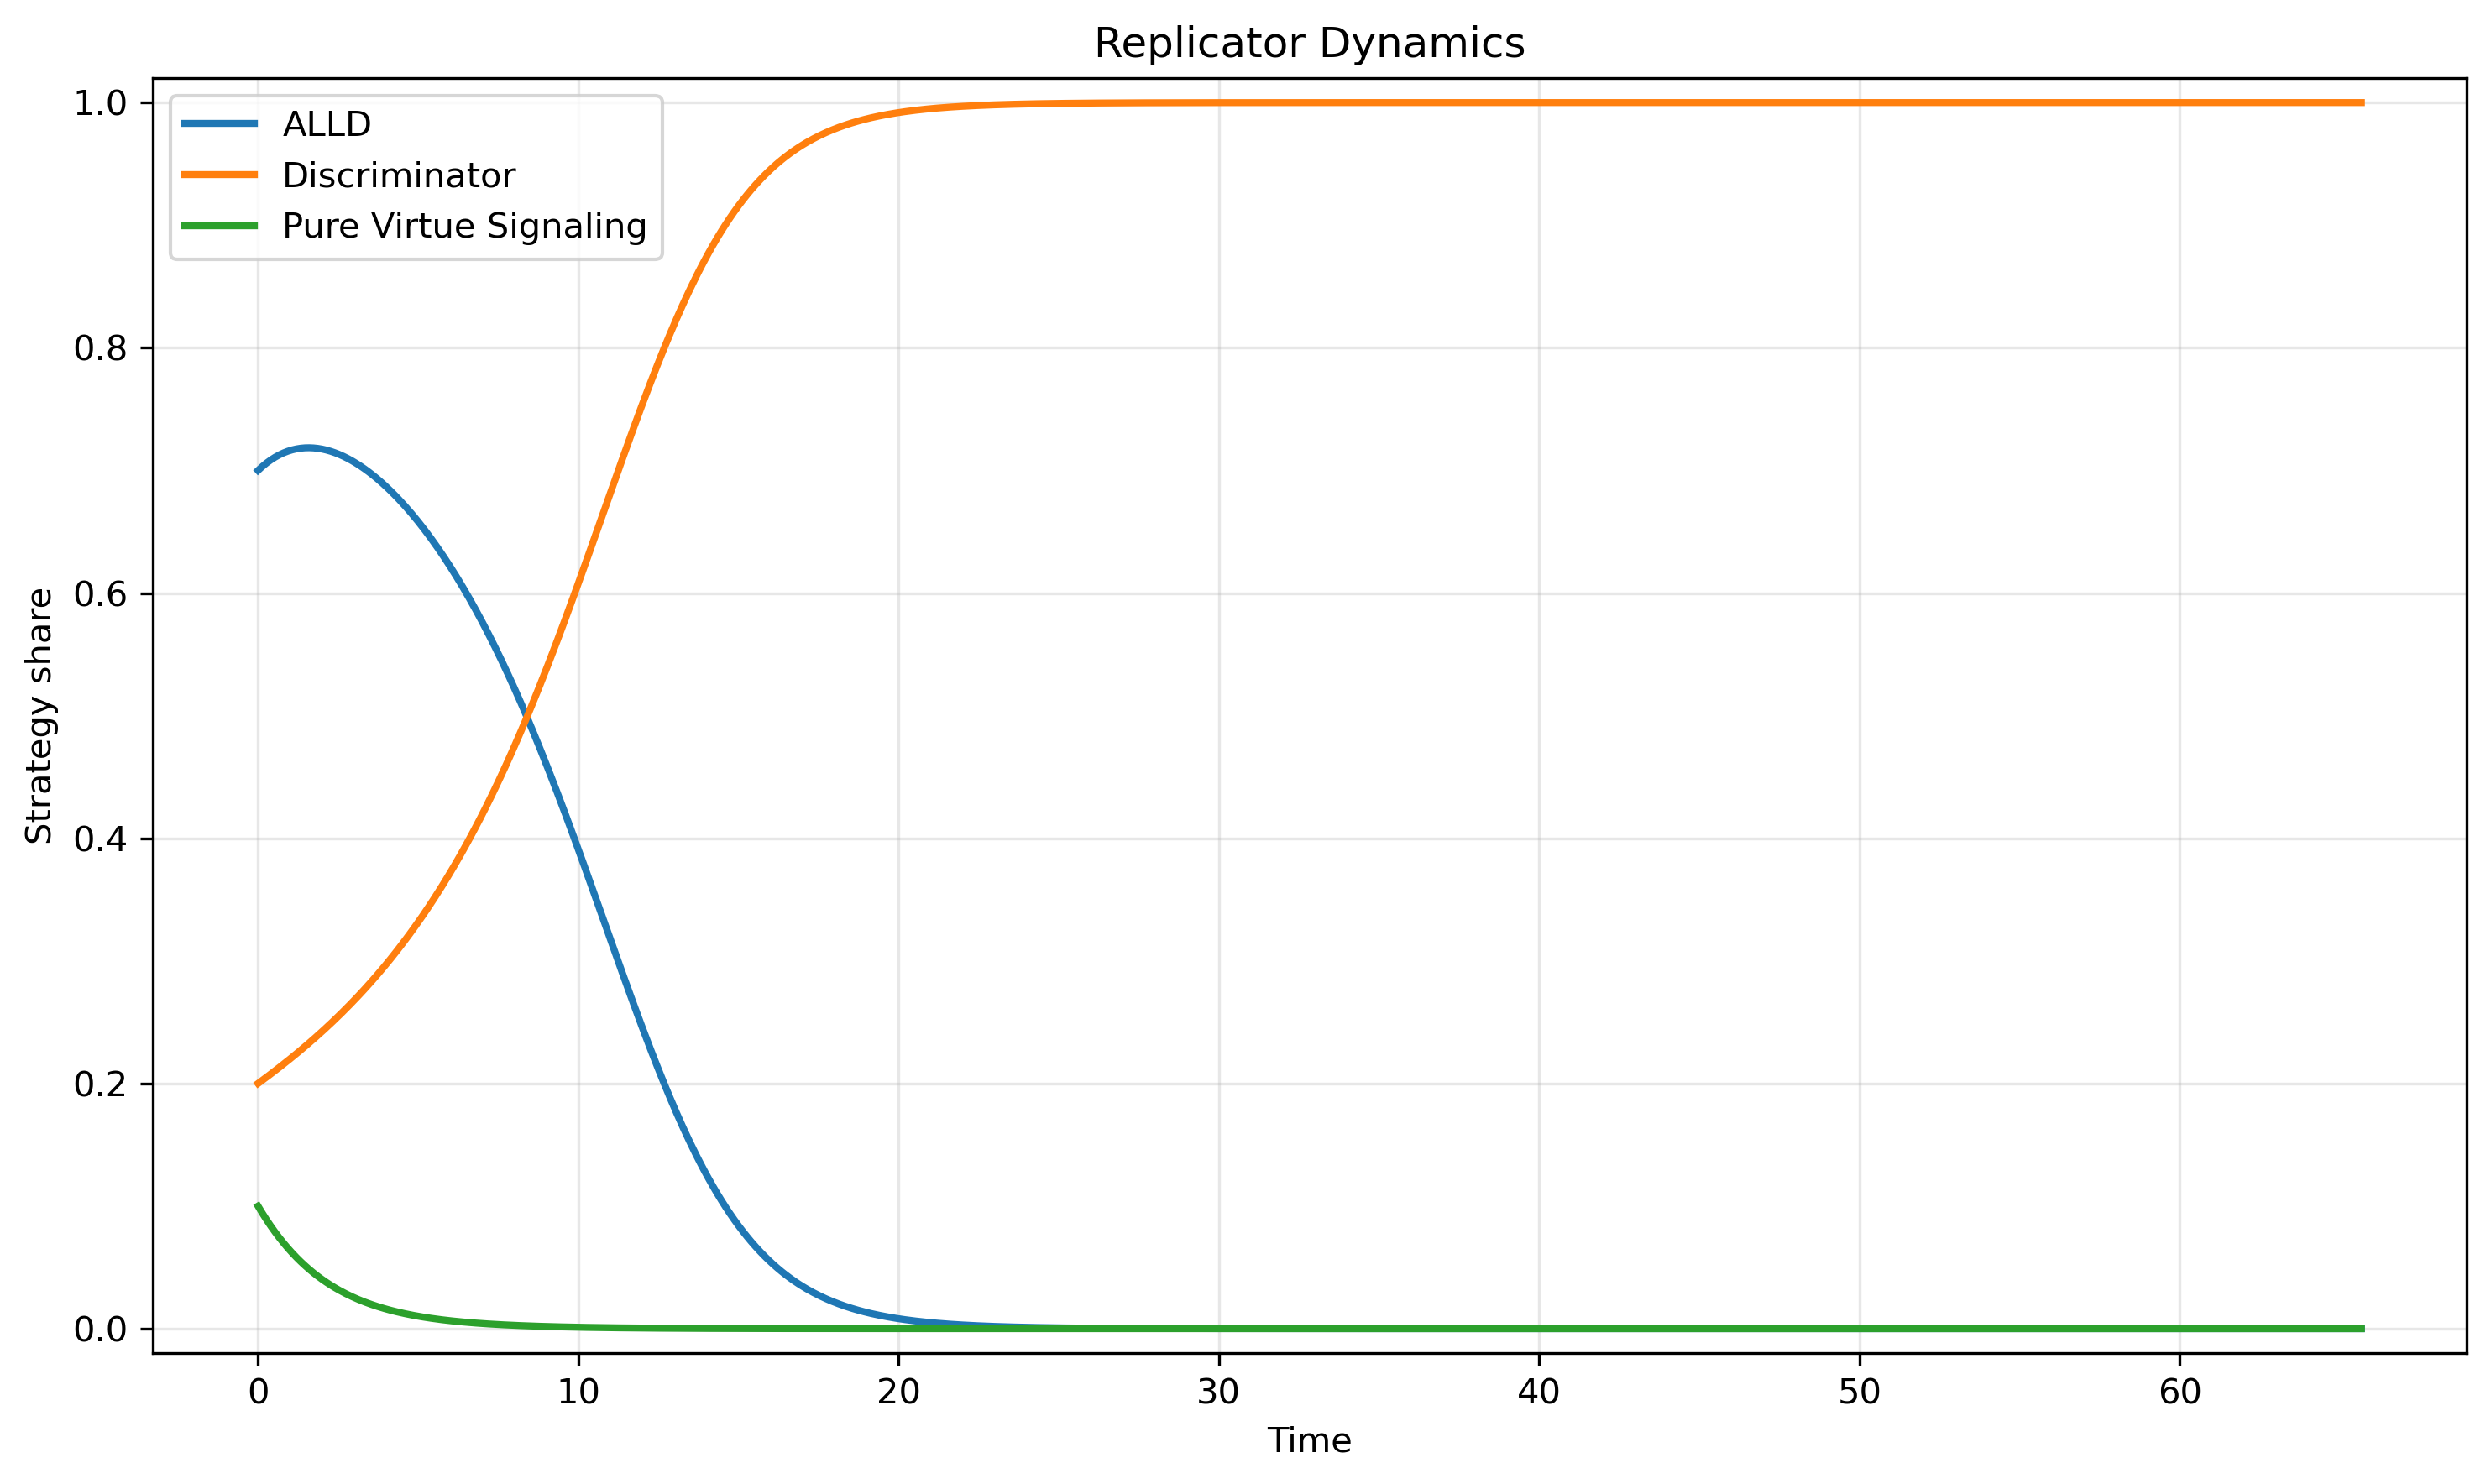 Replicator Dynamics
ALLD
Discriminator
Pure Virtue Signaling
Strategy share
1.0
0.8
0.6
0.4
0.2
0.0
0 10 20 30 40 50 60
Time